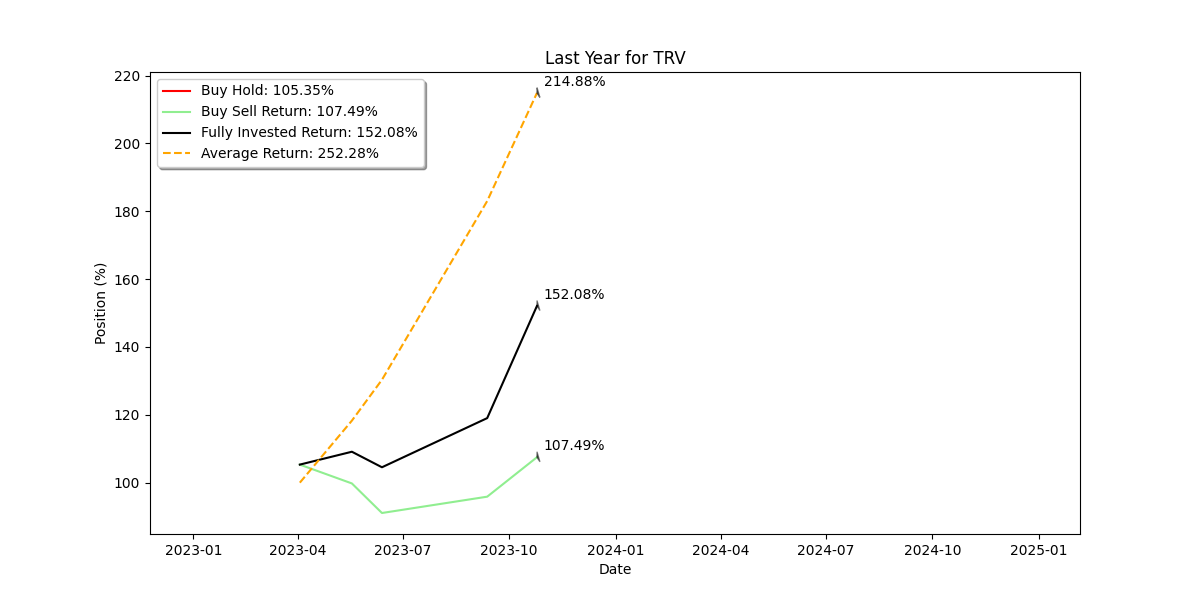 Last Year for TRV
Buy Hold: 105.35%
Buy Sell Return: 107.49%
Fully Invested Return: 152.08%
Average Return: 252.28%
214.88%
152.08%
107.49%
Position (%)
220
200
180
160
140
120
100
2023-01 2023-04 2023-07 2023-10 2024-01 2024-04 2024-07 2024-10 2025-01
Date